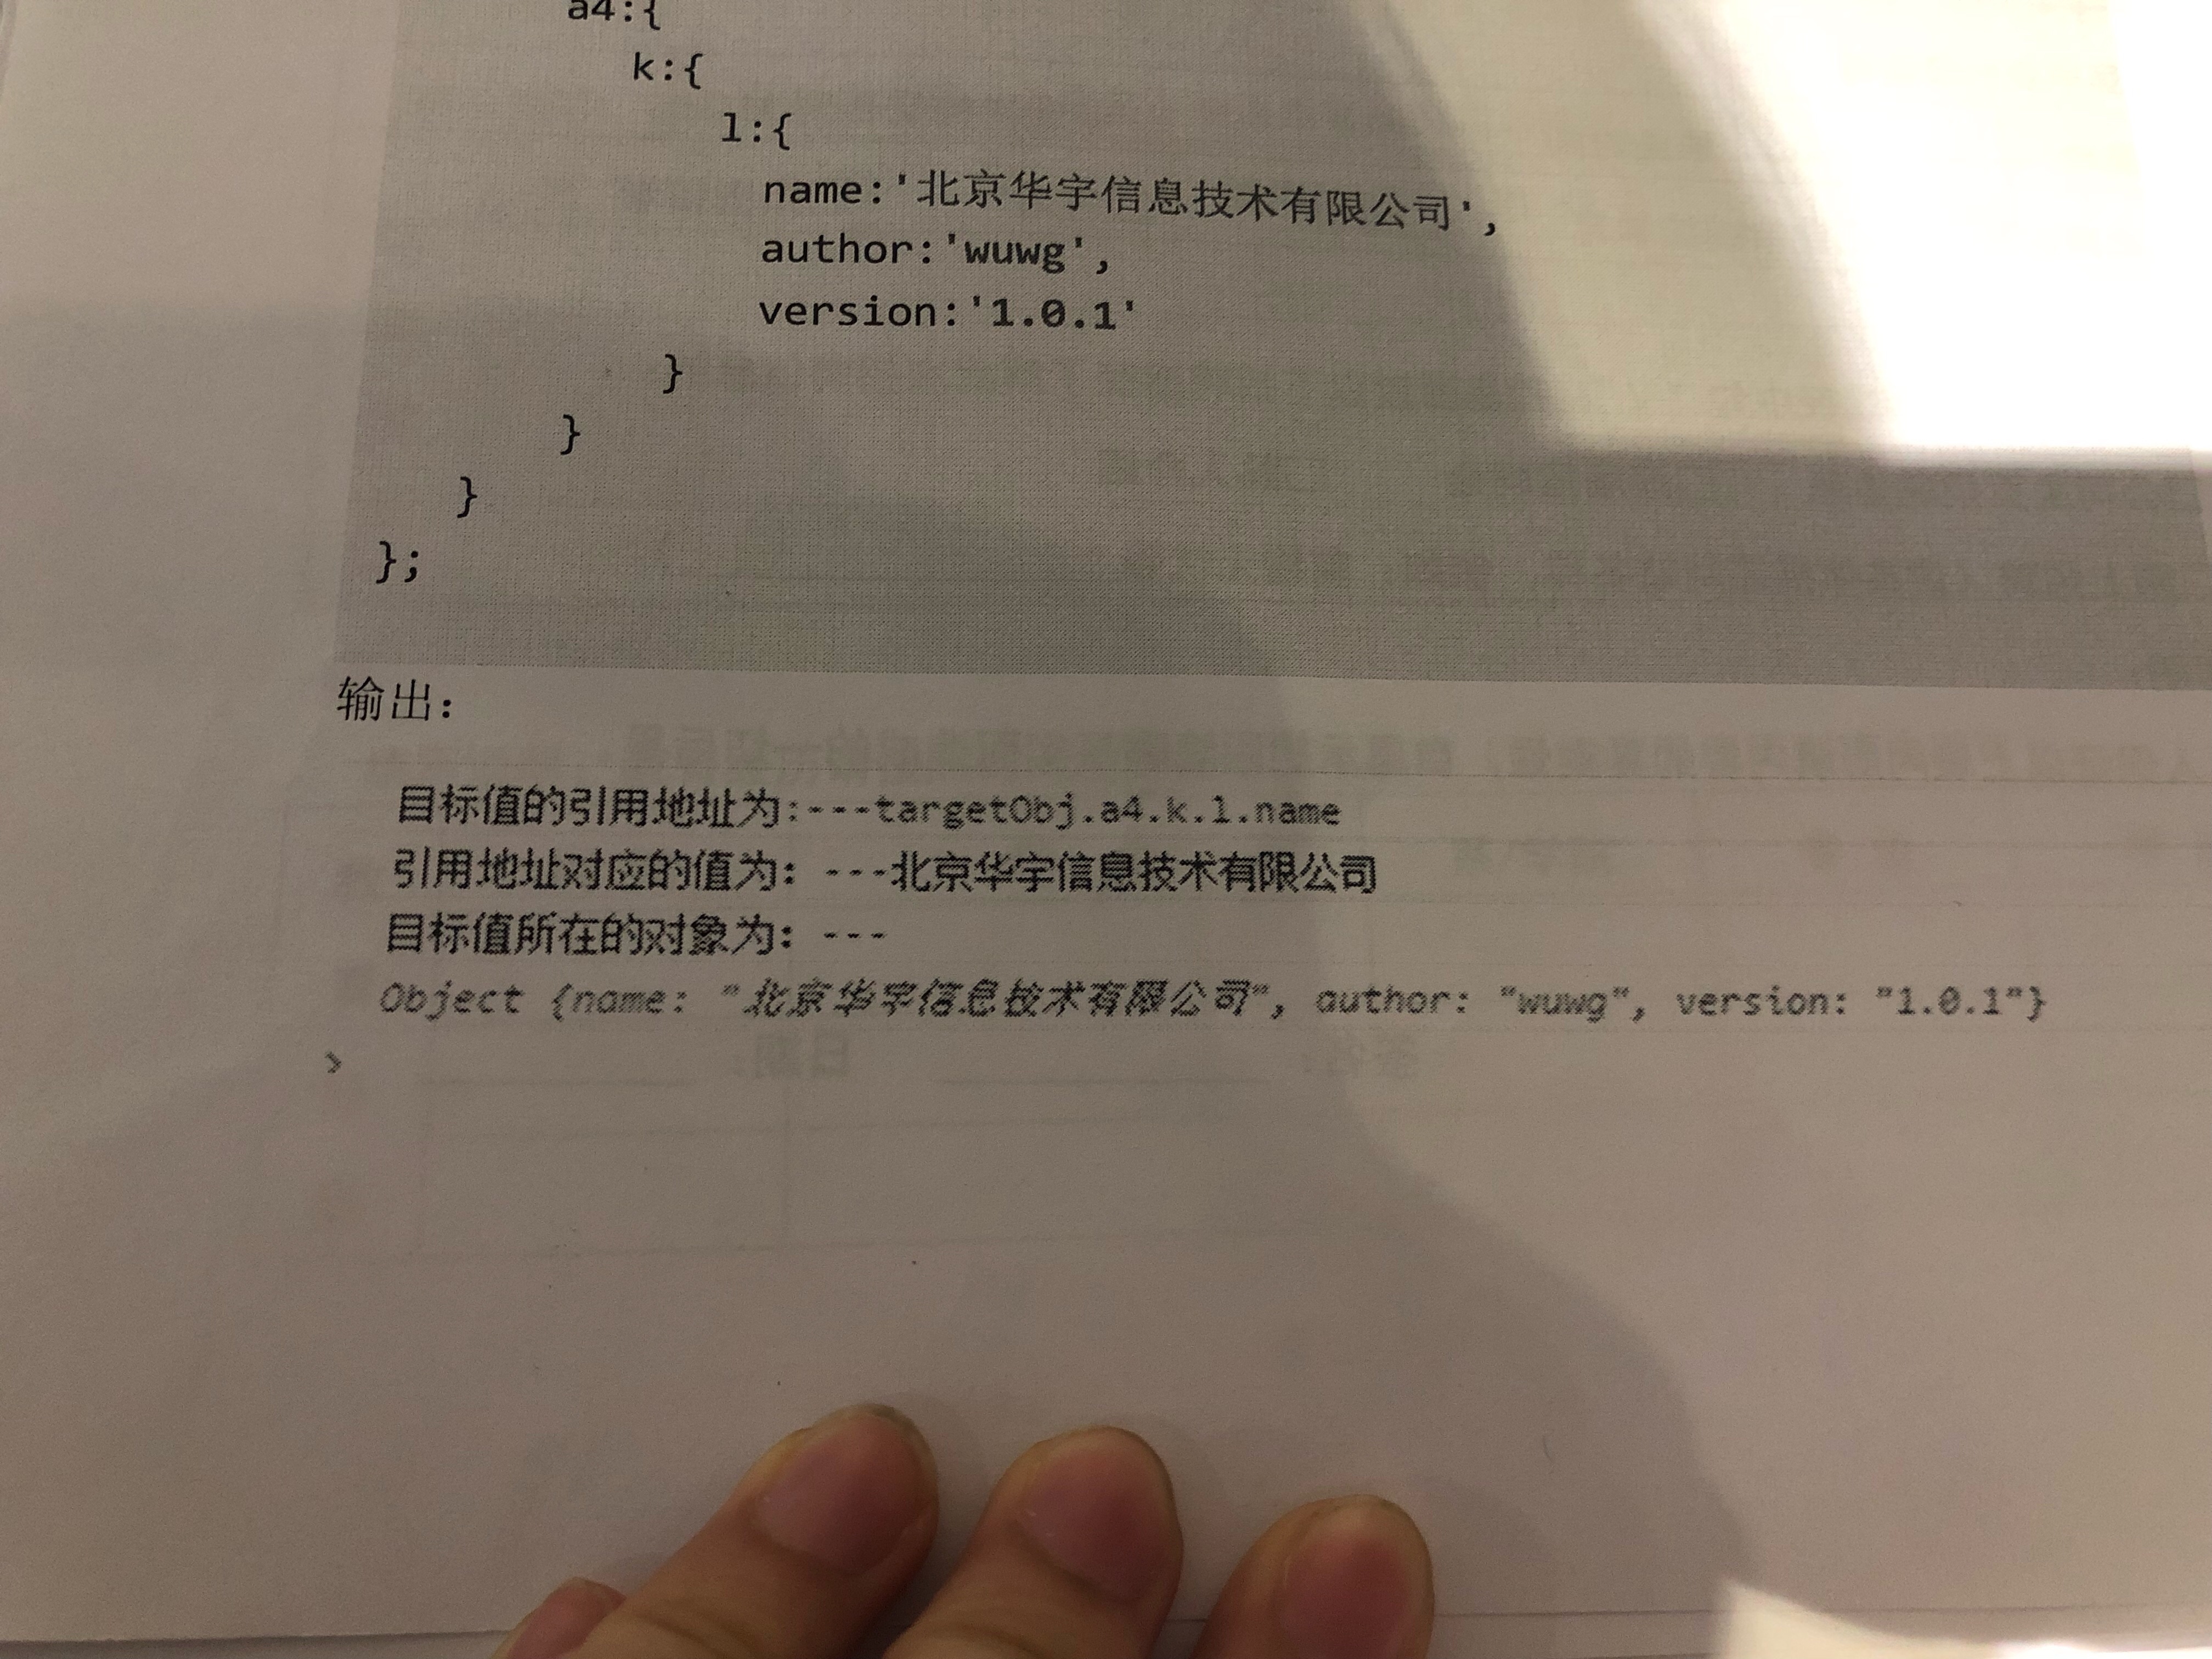 a4:{
k:{
l:{
name:'北京华宇信息技术有限公司',
author:'wuwg',
version:'1.0.1'
}
}
}
};
输出：
目标值的引用地址为:---targetObj.a4.k.l.name
引用地址对应的值为：---北京华宇信息技术有限公司
目标值所在的对象为：---
Object {name: "北京华宇信息技术有限公司", author: "wuwg", version: "1.0.1"}
>